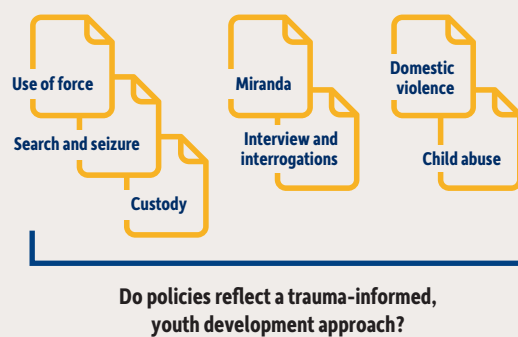 Use of force
Search and seizure
Custody
Miranda
Interview and
interrogations
Domestic
violence
Child abuse
Do policies reflect a trauma-informed,
youth development approach?